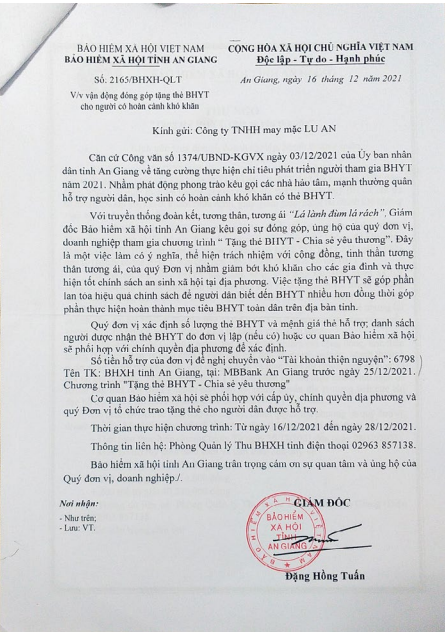 BẢO HIỂM XÃ HỘI VIỆT NAM
BẢO HIỂM XÃ HỘI TỈNH AN GIANG
Số. 2165/BHXH-QLT
V/v vận động đóng góp tặng thẻ BHYT
cho người có hoàn cảnh khó khăn
CỘNG HÒA XÃ HỘI CHỦ NGHĨA VIỆT NAM
Độc lập - Tự do - Hạnh phúc
An Giang, ngày 16 tháng 12 năm 2021
Kính gửi: Công ty TNHH may mặc LU AN
Căn cứ Công văn số 1374/UBND-KGVX ngày 03/12/2021 của Ủy ban nhân
dân tỉnh An Giang về tăng cường thực hiện chỉ tiêu phát triển người tham gia BHYT
năm 2021. Nhằm phát động phong trào kêu gọi các nhà hảo tâm, mạnh thường quân
hỗ trợ người dân, học sinh có hoàn cảnh khó khăn có thẻ BHYT.
Với truyền thống đoàn kết, tương thân, tương ái "Lá lành đùm lá rách", Giám
đốc Bảo hiểm xã hội tỉnh An Giang kêu gọi sự đóng góp, ủng hộ của quý đơn vị,
doanh nghiệp tham gia chương trình " Tặng thẻ BHYT - Chia sẻ yêu thương". Đây
là một việc làm có ý nghĩa, thể hiện trách nhiệm với cộng đồng, tinh thần tương
thân tương ái, của quý Đơn vị nhằm giảm bớt khó khăn cho các gia đình và thực
hiện tốt chính sách an sinh xã hội tại địa phương. Việc tặng thẻ BHYT sẽ góp phần
lan tỏa hiệu quả chính sách để người dân biết đến BHYT nhiều hơn đồng thời góp
phần thực hiện hoàn thành mục tiêu BHYT toàn dân trên địa bàn tỉnh.
Quý đơn vị xác định số lượng thẻ BHYT và mệnh giá thẻ hỗ trợ; danh sách
người được nhận thẻ BHYT do đơn vị lập (nếu có) hoặc cơ quan Bảo hiểm xã hội
sẽ phối hợp với chính quyền địa phương để xác định.
Số tiền hỗ trợ của đơn vị đề nghị chuyển vào "Tài khoản thiện nguyện": 6798
Tên TK: BHXH tỉnh An Giang, tại: MBBank An Giang trước ngày 25/12/2021.
Chương trình "Tặng thẻ BHYT - Chia sẻ yêu thương"
Cơ quan Bảo hiểm xã hội sẽ phối hợp với cấp ủy, chính quyền địa phương và
quý Đơn vị tổ chức trao tặng thẻ cho người dân được hỗ trợ.
Thời gian thực hiện chương trình: Từ ngày 16/12/2021 đến ngày 28/12/2021.
Thông tin liên hệ: Phòng Quản lý Thu BHXH tỉnh điện thoại 02963 857138.
Bảo hiểm xã hội tỉnh An Giang trân trọng cảm ơn sự quan tâm và ủng hộ của
Quý đơn vị, doanh nghiệp./.
Nơi nhận:
- Như trên;
- Lưu: VT.
GIÁM ĐỐC
BẢO HIỂM XÃ HỘI VIỆT NAM
BẢO HIỂM
XÃ HỘI
TỈNH
AN GIANG
Đặng Hồng Tuấn